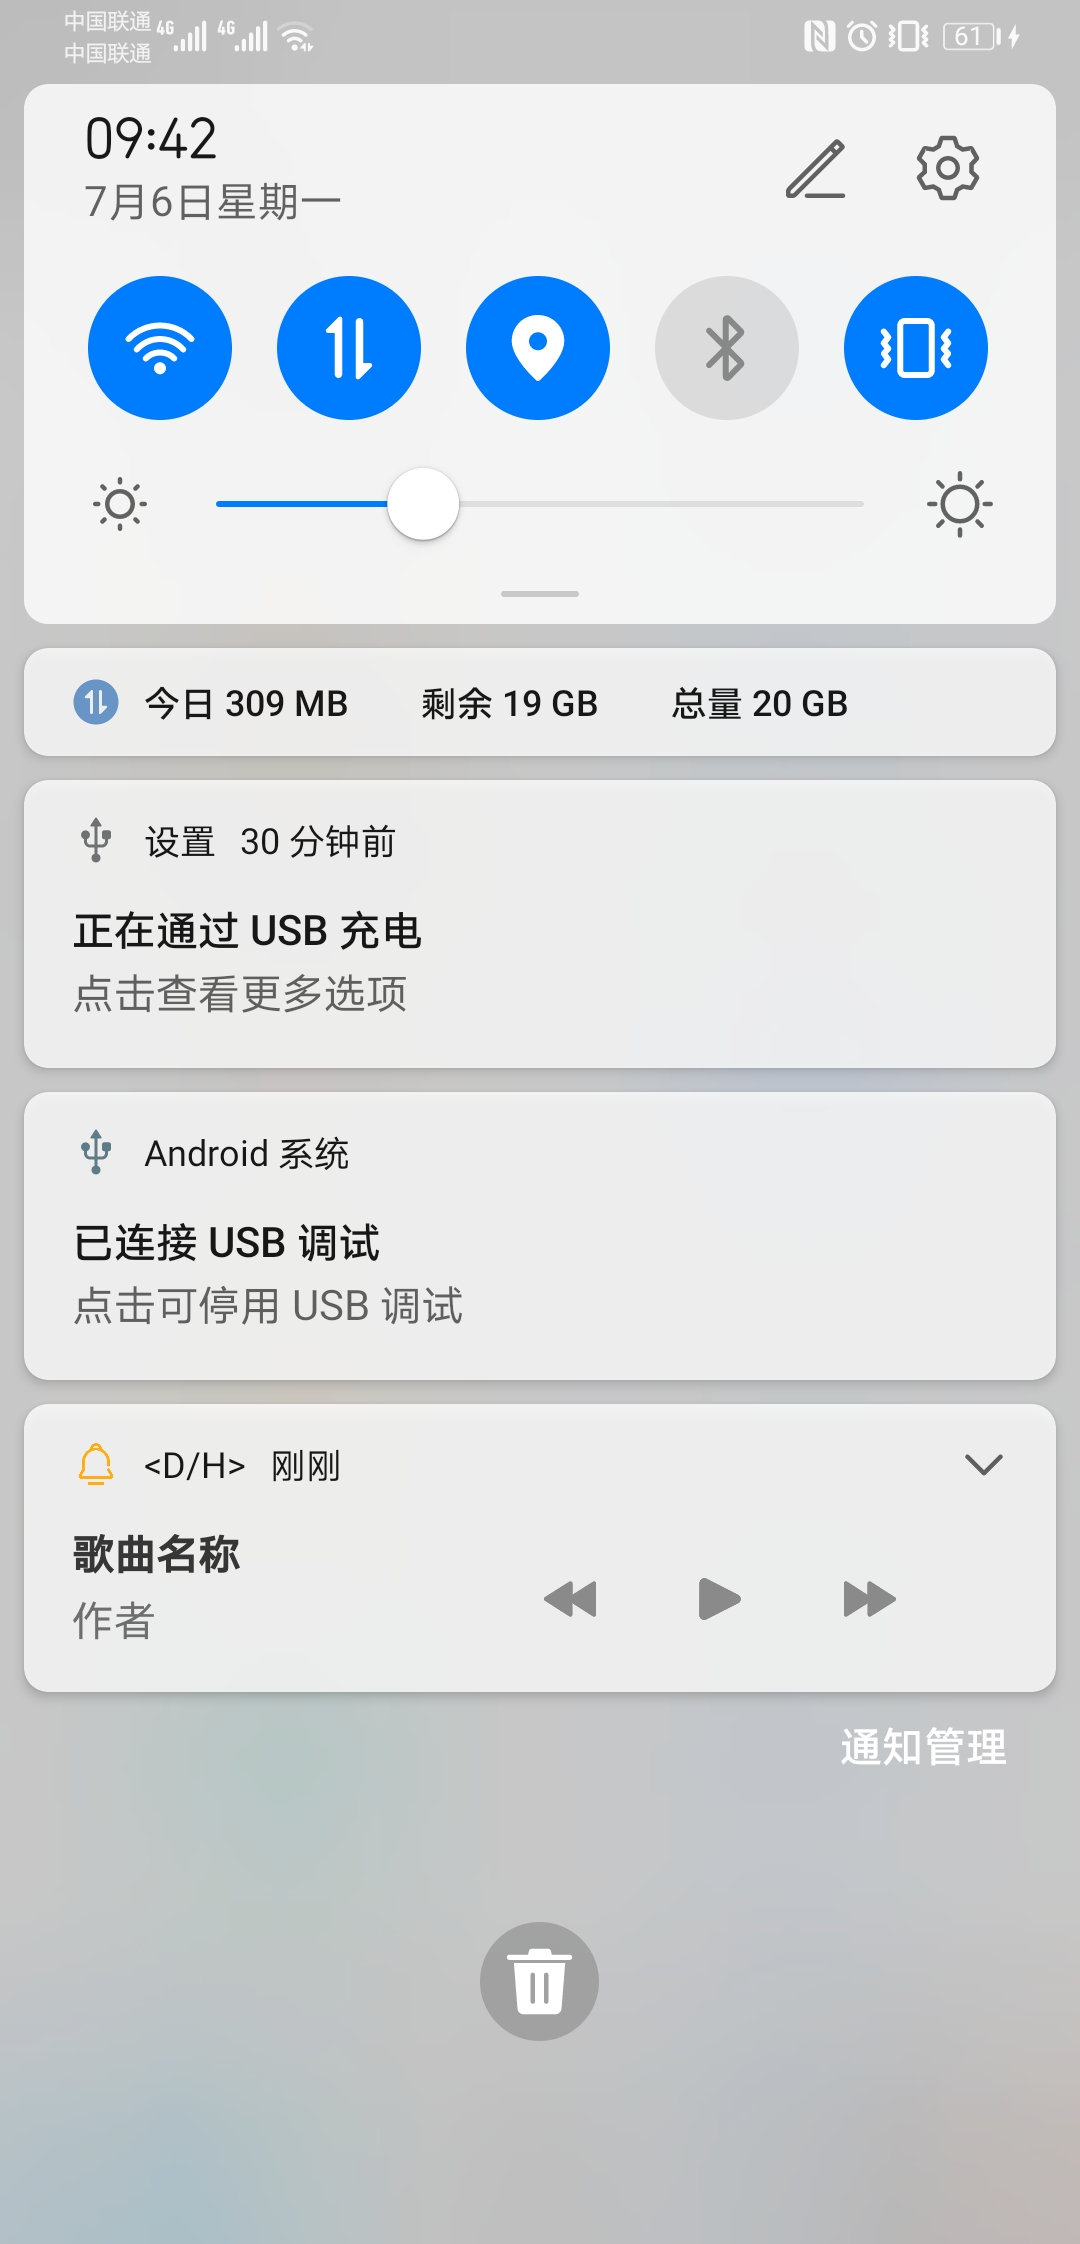 中国联通 4G 4G
中国联通
61
09:42
7月6日星期一
今日 309 MB 剩余 19 GB 总量 20 GB
设置 30 分钟前
正在通过 USB 充电
点击查看更多选项
Android 系统
已连接 USB 调试
点击可停用 USB 调试
<D/H> 刚刚
歌曲名称
作者
通知管理